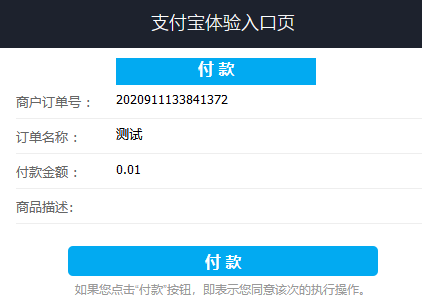 支付宝体验入口页
付款
商户订单号：
2020911133841372
订单名称：
测试
付款金额：
0.01
商品描述:
付款
如果您点击“付款”按钮，即表示您同意该次的执行操作。